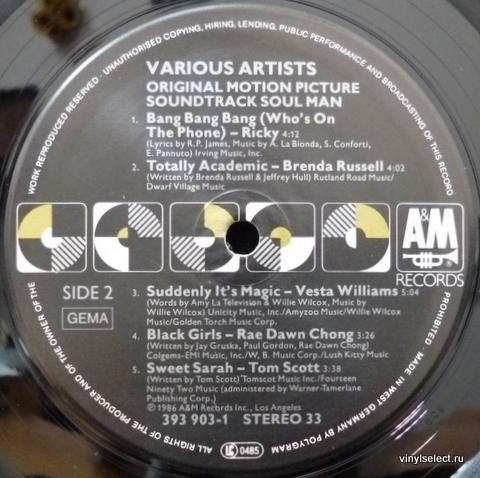 WORK REPRODUCED PROHIBITED UNAUTHORISED COPYING, HIRING, LENDING, PUBLIC PERFORMANCE AND BROADCASTING OF THIS RECORD PROHIBITED. MADE IN WEST GERMANY BY POLYGRAM
ALL RIGHTS OF THE PRODUCER AND OF THE OWNER OF THE
VARIOUS ARTISTS
ORIGINAL MOTION PICTURE
SOUNDTRACK SOUL MAN
1. Bang Bang Bang (Who's On
The Phone) – Ricky 4:12
(Lyrics by R.P. James, Music by A. La Bionda, S. Conforti,
E. Pannuto) Irving Music, Inc.
2. Totally Academic – Brenda Russell 4:02
(Written by Brenda Russell & Jeffrey Hull) Rutland Road Music/
Dwarf Village Music
A&M
RECORDS
SIDE 2
GEMA
3. Suddenly It's Magic – Vesta Williams 5:04
(Words by Amy La Television & Willie Wilcox, Music by
Willie Wilcox) Unicity Music, Inc./Amyzoo Music/Willie Wilcox
Music/Golden Torch Music Corp.
4. Black Girls – Rae Dawn Chong 3:26
(Written by Jay Gruska, Paul Gordon, Rae Dawn Chong)
Colgems-EMI Music, Inc./W, B. Music Corp./Lush Kitty Music
5. Sweet Sarah – Tom Scott 3:38
(Written by Tom Scott) Tomscot Music Inc./Fourteen
Ninety Two Music (administered by Warner-Tamerlane
Publishing Corp.)
℗ 1986 A&M Records Inc., Los Angeles
393 903-1 STEREO 33
LC 0485
vinylselect.ru